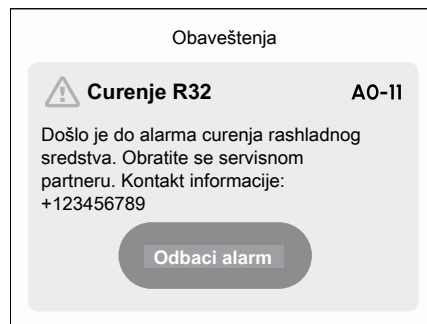 Obaveštenja
Curenje R32 A0-11
Došlo je do alarma curenja rashladnog
sredstva. Obratite se servisnom
partneru. Kontakt informacije:
+123456789
Odbaci alarm